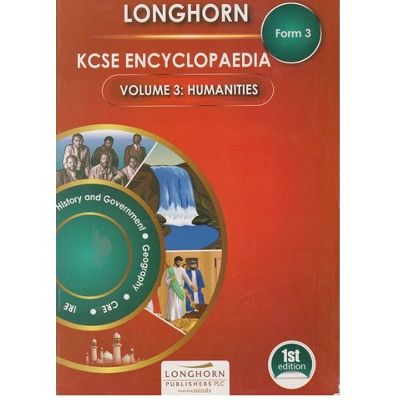 LONGHORN
Form 3
KCSE ENCYCLOPAEDIA
VOLUME 3: HUMANITIES
History and Government • Geography • CRE • IRE
1st
edition
LONGHORN
PUBLISHERS PLC